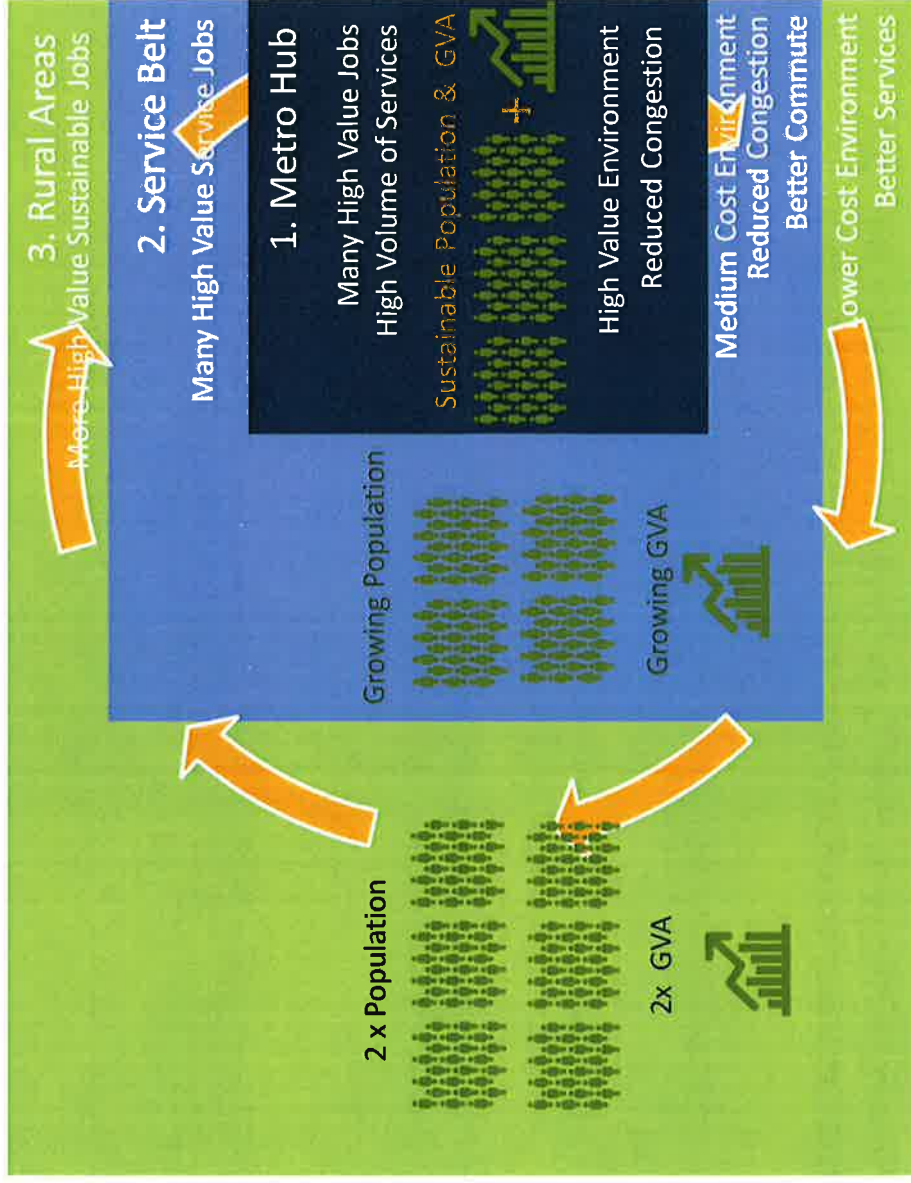 3. Rural Areas
More High Value Sustainable Jobs
2. Service Belt
Many High Value Service Jobs
1. Metro Hub
Many High Value Jobs
High Volume of Services
Sustainable Population & GVA
+
High Value Environment
Reduced Congestion
Growing Population
Growing GVA
2 x Population
2x GVA
Medium Cost Environment
Reduced Congestion
Better Commute
Lower Cost Environment
Better Services